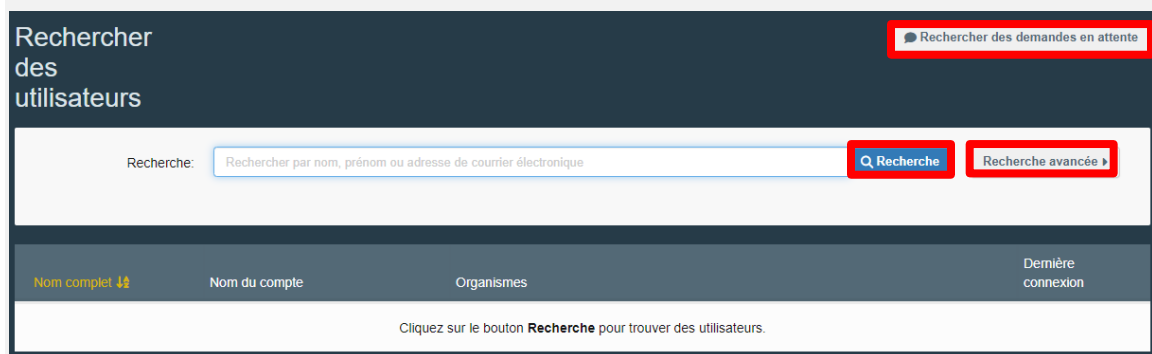 Rechercher
des
utilisateurs
Rechercher des demandes en attente
Recherche: Rechercher par nom, prénom ou adresse de courrier électronique Recherche Recherche avancée
Dernière
Nom complet Nom du compte Organismes connexion
Cliquez sur le bouton Recherche pour trouver des utilisateurs.